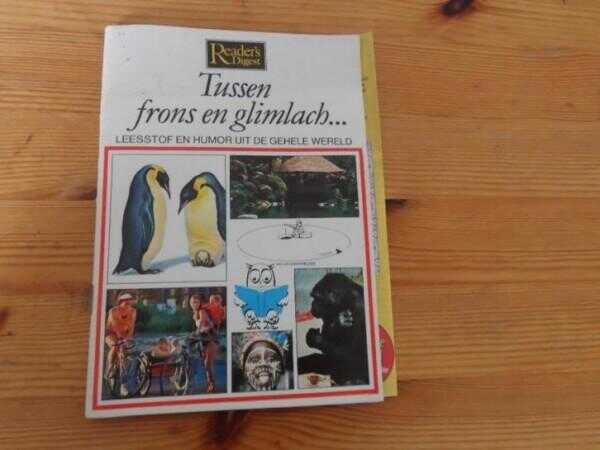 Reader's
Digest
Tussen
frons en glimlach...
LEESSTOF EN HUMOR UIT DE GEHELE WERELD